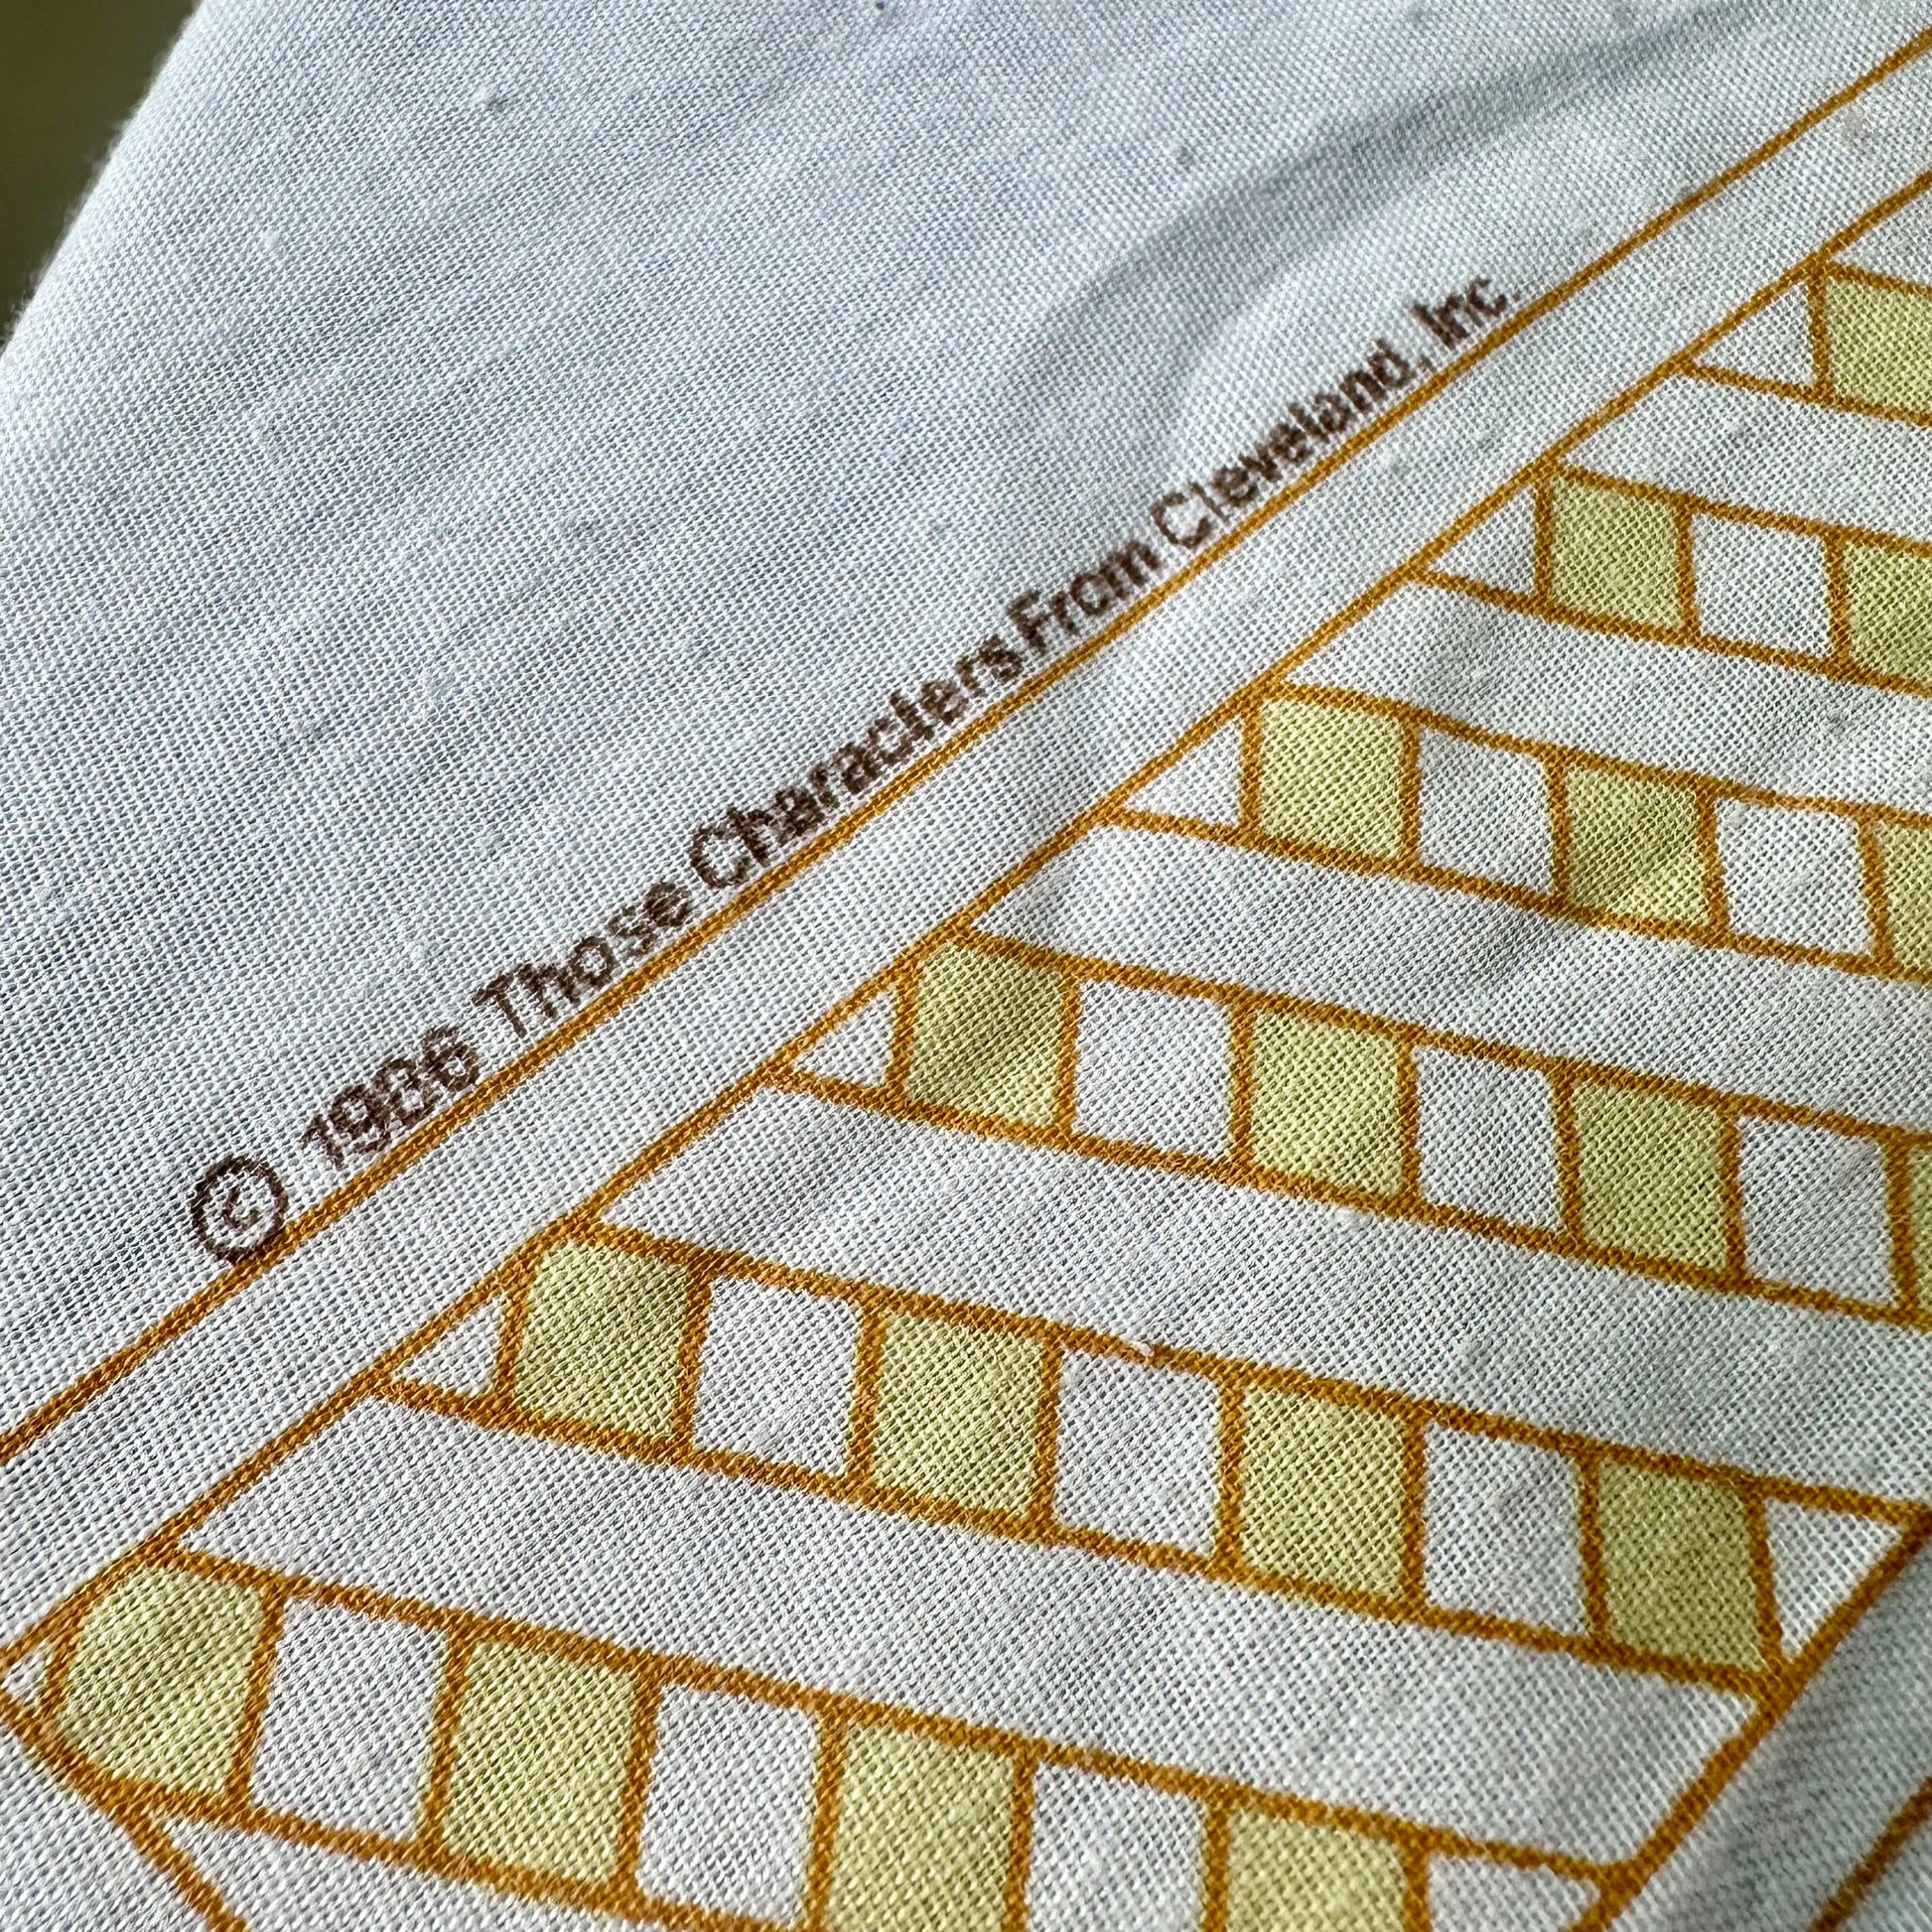 © 1986 Those Characters From Cleveland, Inc.